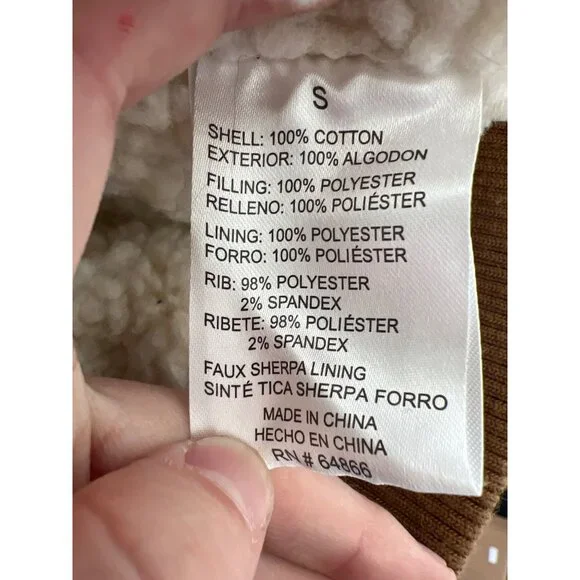 S
SHELL: 100% COTTON
EXTERIOR: 100% ALGODON
FILLING: 100% POLYESTER
RELLENO: 100% POLIÉSTER
LINING: 100% POLYESTER
FORRO: 100% POLIÉSTER
RIB: 98% POLYESTER
2% SPANDEX
RIBETE: 98% POLIÉSTER
2% SPANDEX
FAUX SHERPA LINING
SINTÉ TICA SHERPA FORRO
MADE IN CHINA
HECHO EN CHINA
RN # 64866